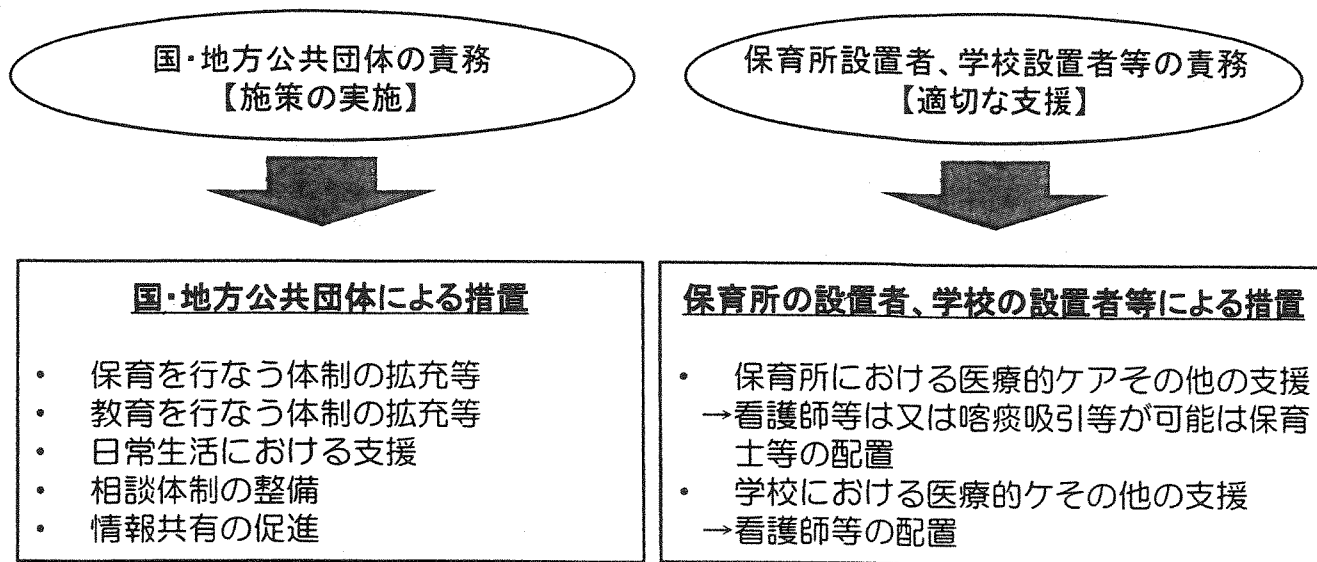 国・地方公共団体の責務
【施策の実施】
保育所設置者、学校設置者等の責務
【適切な支援】
国・地方公共団体による措置
・ 保育を行なう体制の拡充等
・ 教育を行なう体制の拡充等
・ 日常生活における支援
・ 相談体制の整備
・ 情報共有の促進
保育所の設置者、学校の設置者等による措置
・ 保育所における医療的ケアその他の支援
→看護師等は又は喀痰吸引等が可能は保育
士等の配置
・ 学校における医療的ケその他の支援
→看護師等の配置